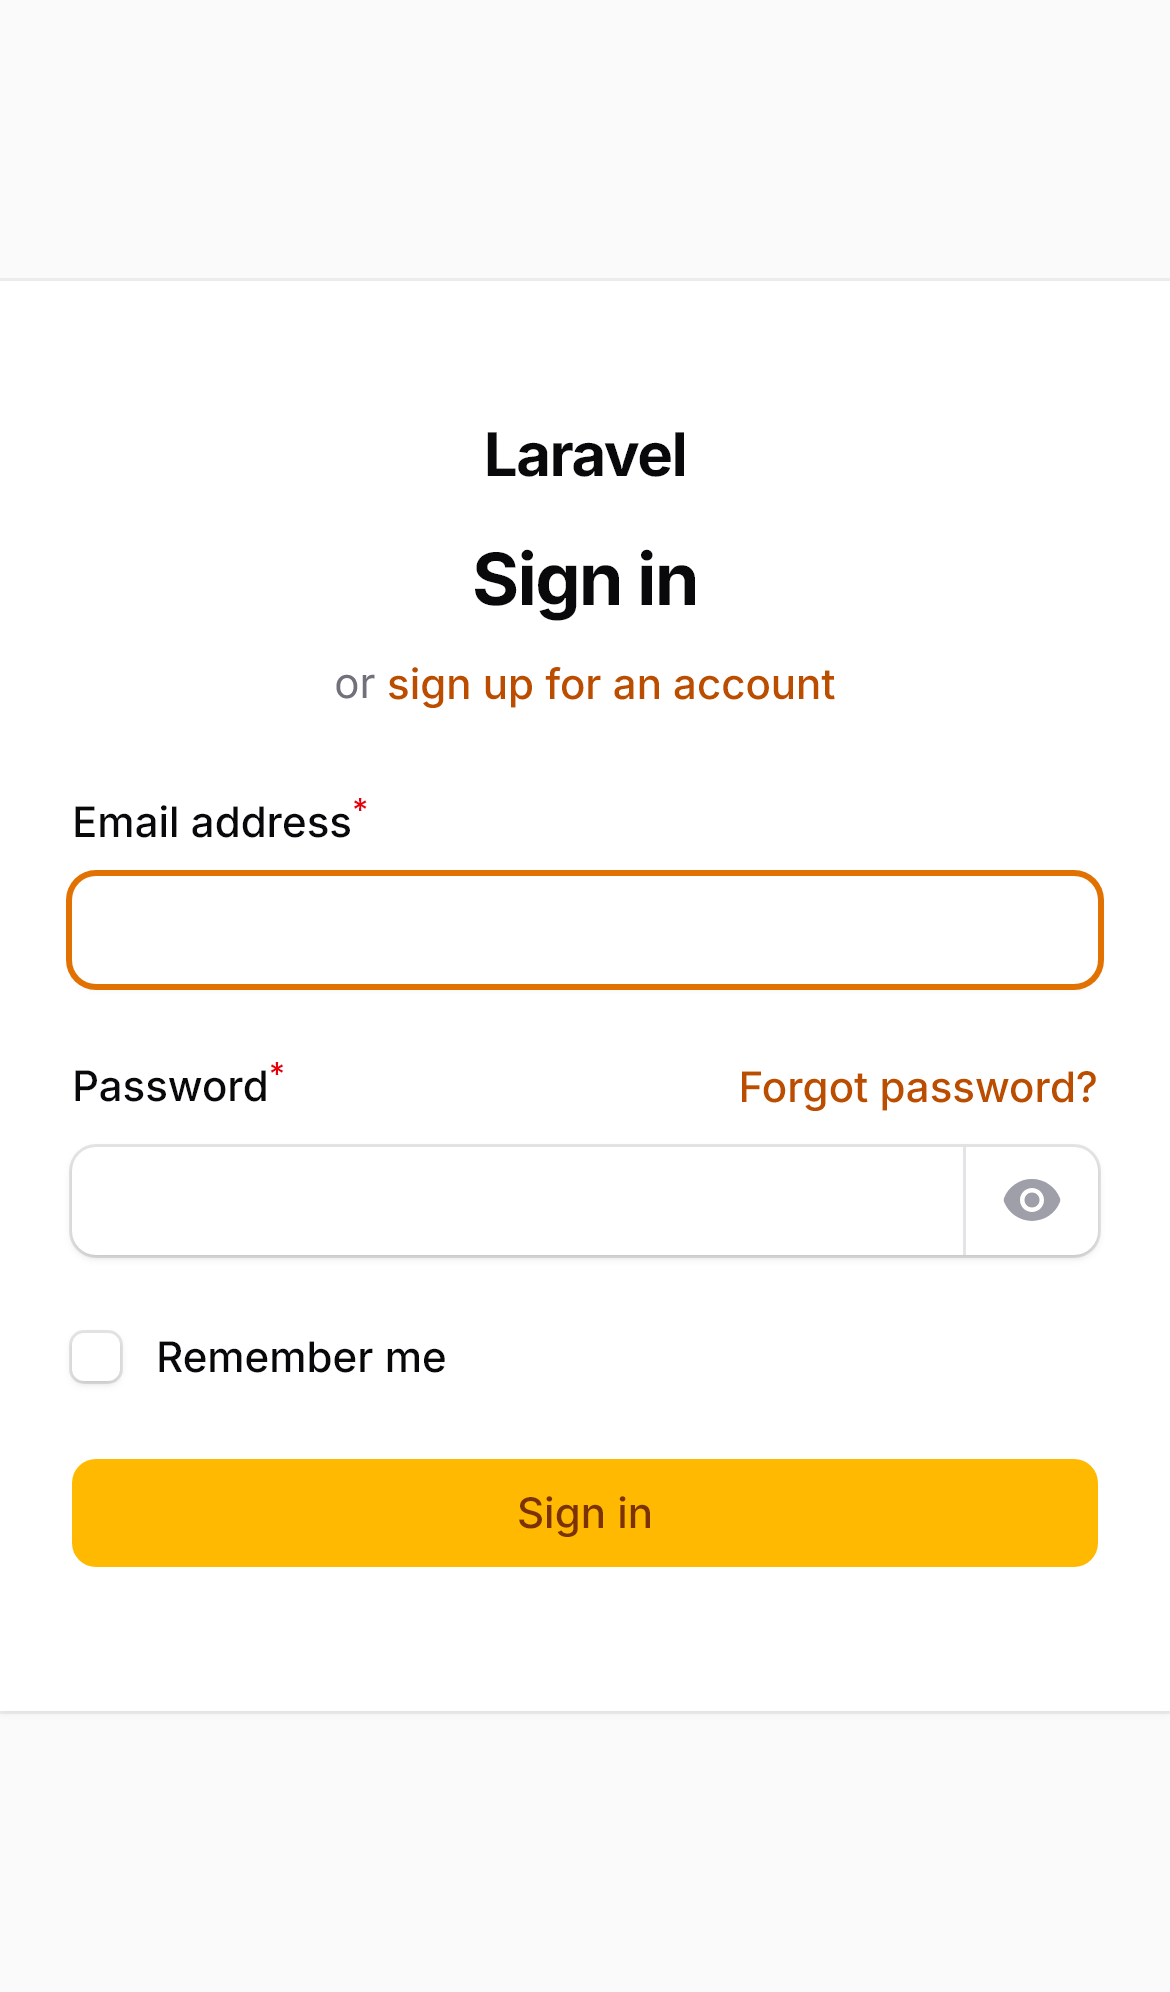 Laravel
Sign in
or sign up for an account
Email address*
Password*
Forgot password?
Remember me
Sign in